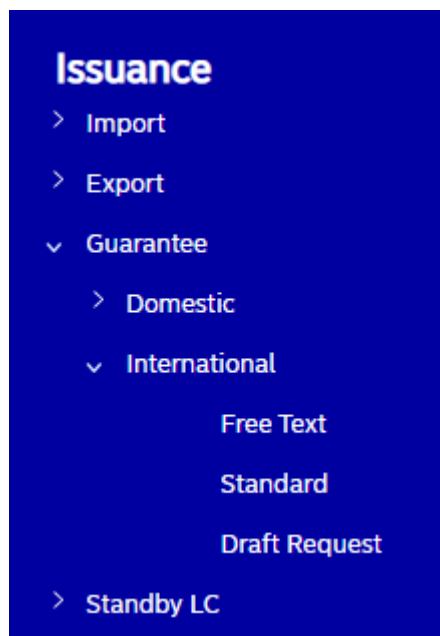 Issuance
Import
Export
Guarantee
Domestic
International
Free Text
Standard
Draft Request
Standby LC